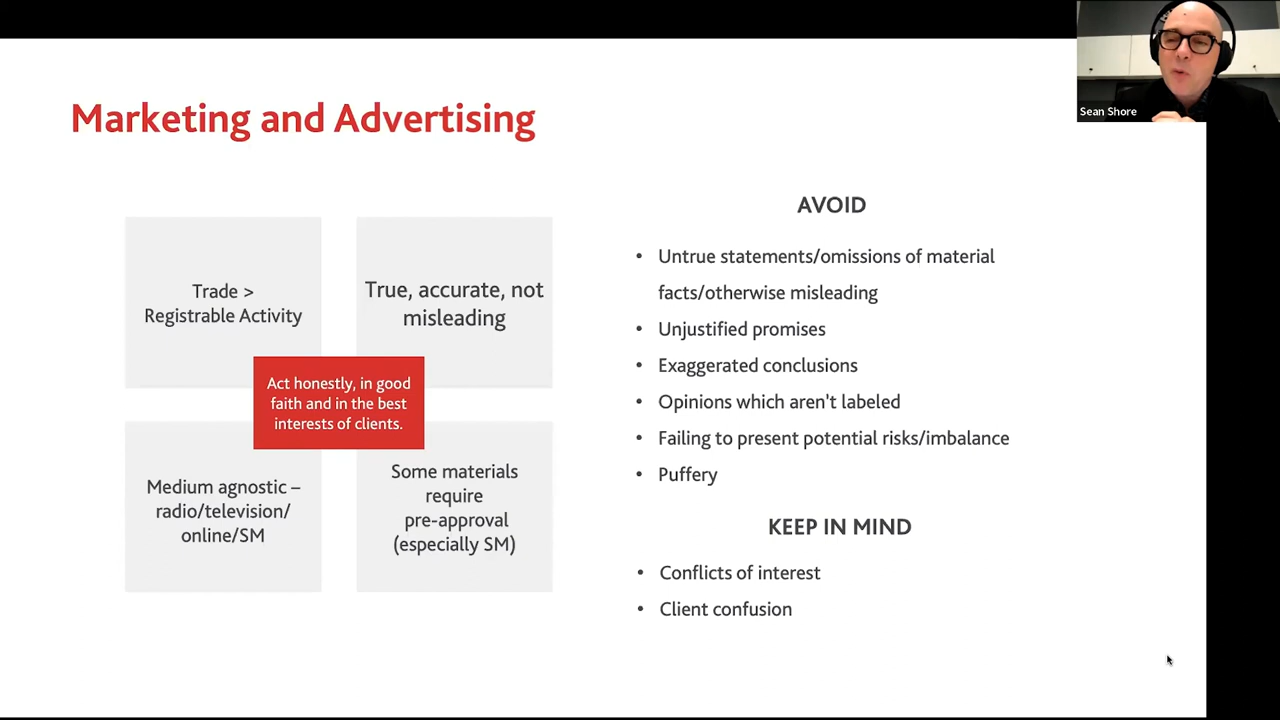 Sean Shore
Marketing and Advertising
Trade >
Registrable Activity
True, accurate, not
misleading
Act honestly, in good
faith and in the best
interests of clients.
Medium agnostic –
radio/television/
online/SM
Some materials
require
pre-approval
(especially SM)
AVOID
• Untrue statements/omissions of material
facts/otherwise misleading
• Unjustified promises
• Exaggerated conclusions
• Opinions which aren't labeled
• Failing to present potential risks/imbalance
• Puffery
KEEP IN MIND
• Conflicts of interest
• Client confusion